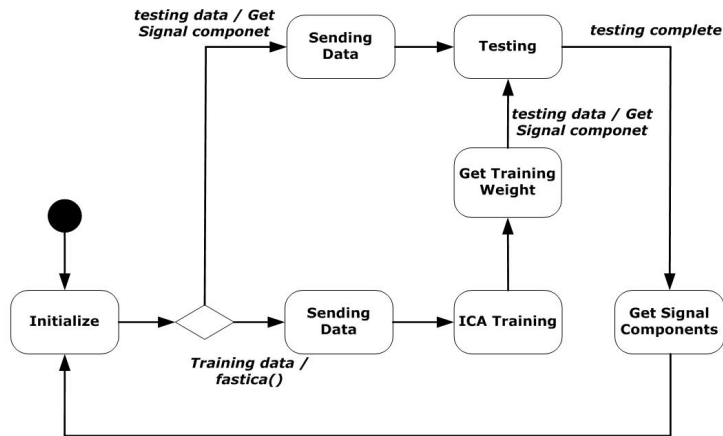 testing data / Get
Signal componet
Sending
Data
Testing
testing complete
testing data / Get
Signal componet
Get Training
Weight
Initialize
Sending
Data
ICA Training
Get Signal
Components
Training data /
fastica()